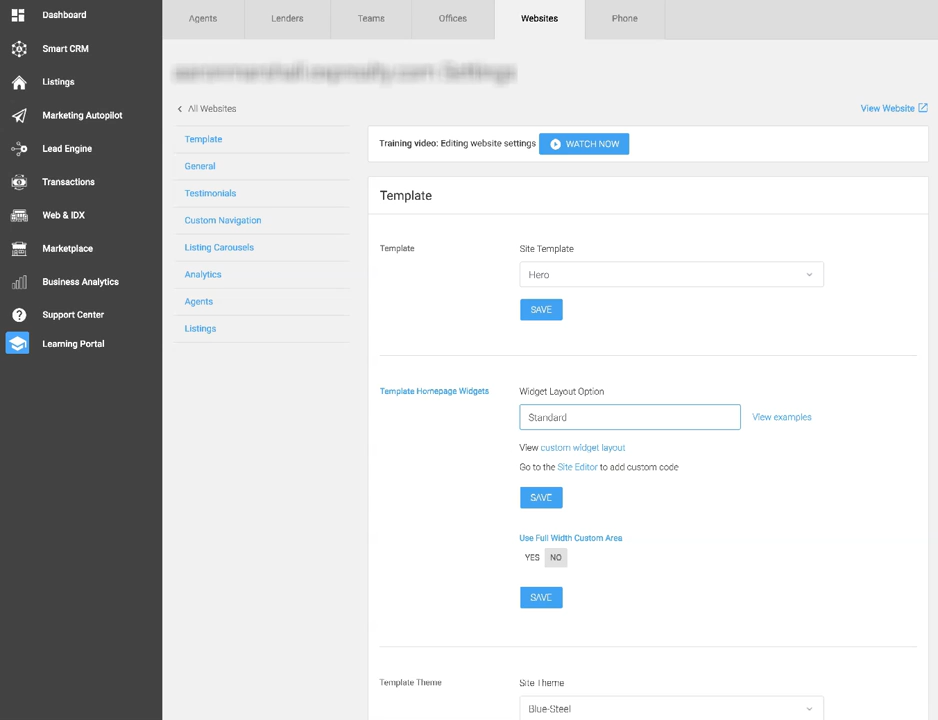 Dashboard
Smart CRM
Listings
Marketing Autopilot
Lead Engine
Transactions
Web & IDX
Marketplace
Business Analytics
Support Center
Learning Portal
Agents
Lenders
Teams
Offices
Websites
Phone
All Websites
View Website
Template
General
Testimonials
Custom Navigation
Listing Carousels
Analytics
Agents
Listings
Training video: Editing website settings
WATCH NOW
Template
Template
Site Template
Hero
SAVE
Template Homepage Widgets
Widget Layout Option
Standard
View examples
View custom widget layout
Go to the Site Editor to add custom code
SAVE
Use Full Width Custom Area
YES NO
SAVE
Template Theme
Site Theme
Blue-Steel